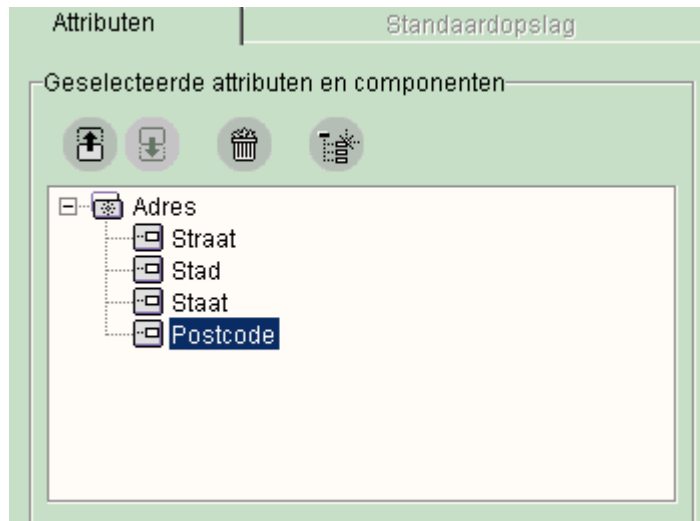 Attributen Standaardopslag
Geselecteerde attributen en componenten
Adres
Straat
Stad
Staat
Postcode